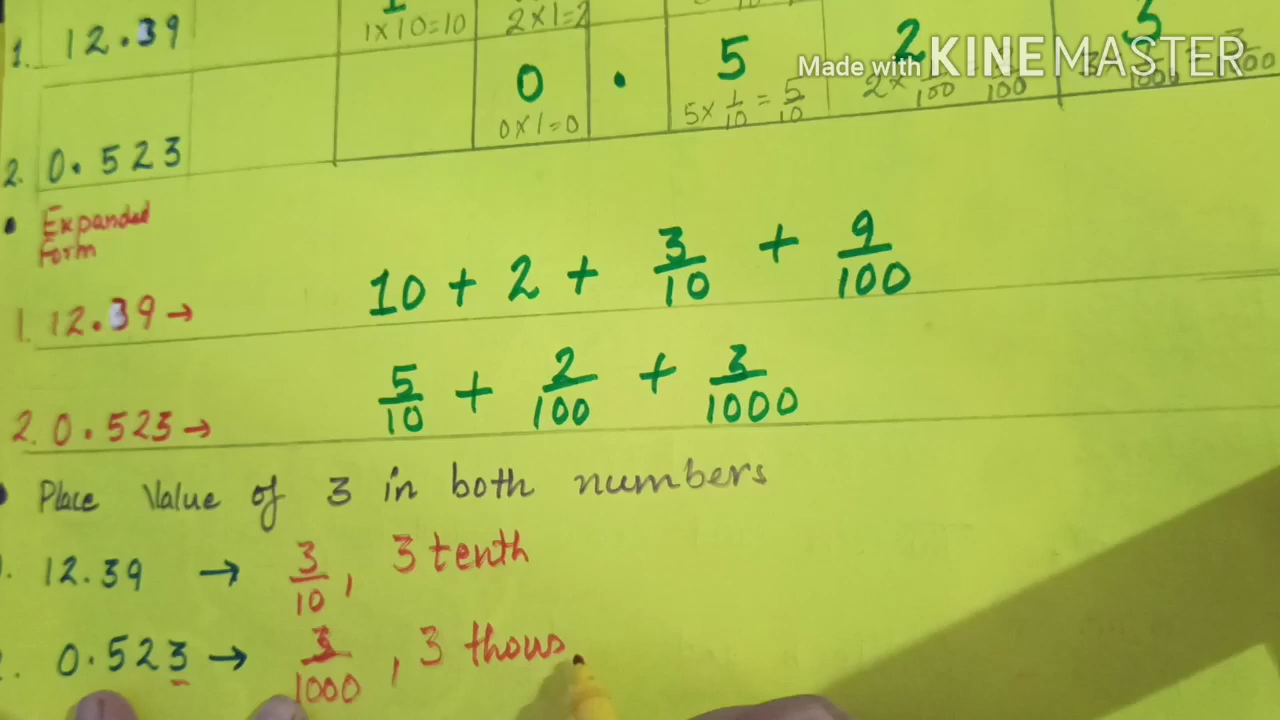 1. 12.39
1 × 10 = 10
2 × 1 = 2
0 . 5 2 3
Made with KINEMASTER
0 × 1 = 0
5 × 1/10 = 5/10
2. 0.523
• Expanded Form
1. 12.39 → 10 + 2 + 3/10 + 9/100
2. 0.523 → 5/10 + 2/100 + 3/1000
Place Value of 3 in both numbers
12.39 → 3/10, 3 tenth
0.523 → 3/1000, 3 thous